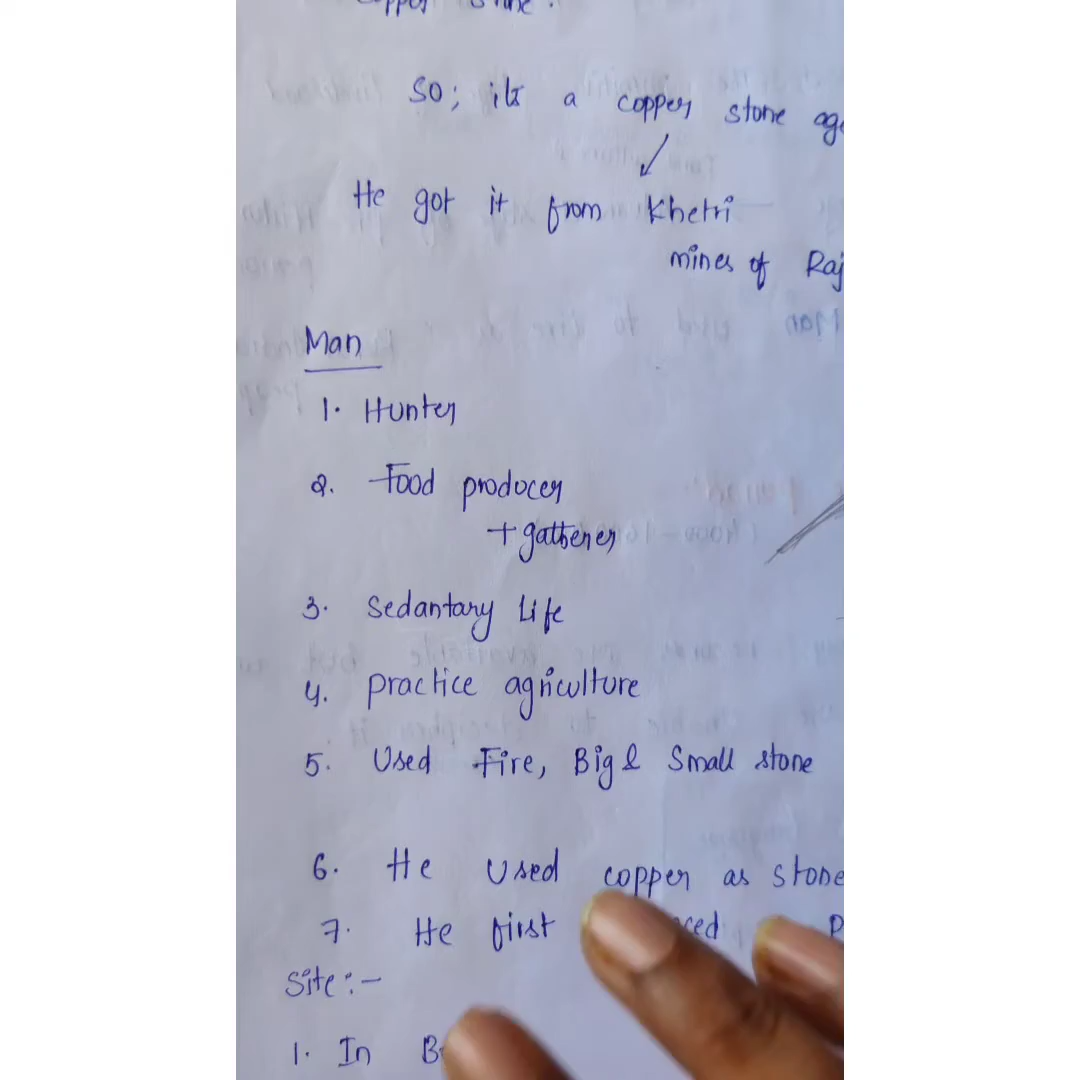 So; its a copper stone
He got it from Khetri
mines of
Man
1. Hunter
2. Food producer
+ gatherer
3. Sedantary life
4. practice agriculture
5. Used Fire, Big & Small stone
6. He used copper as stone
7. He first
Site:-
1. In